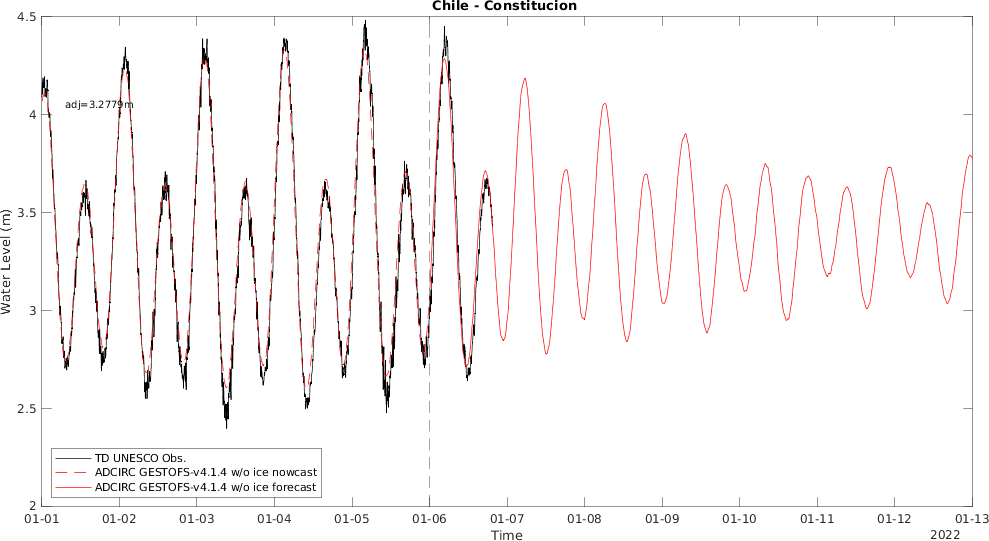 Chile - Constitucion
4.5
4
3.5
3
2.5
2
Water Level (m)
adj=3.2779m
TD UNESCO Obs.
ADCIRC GESTOFS-v4.1.4 w/o ice nowcast
ADCIRC GESTOFS-v4.1.4 w/o ice forecast
01-01 01-02 01-03 01-04 01-05 01-06 01-07 01-08 01-09 01-10 01-11 01-12 01-13
Time
2022